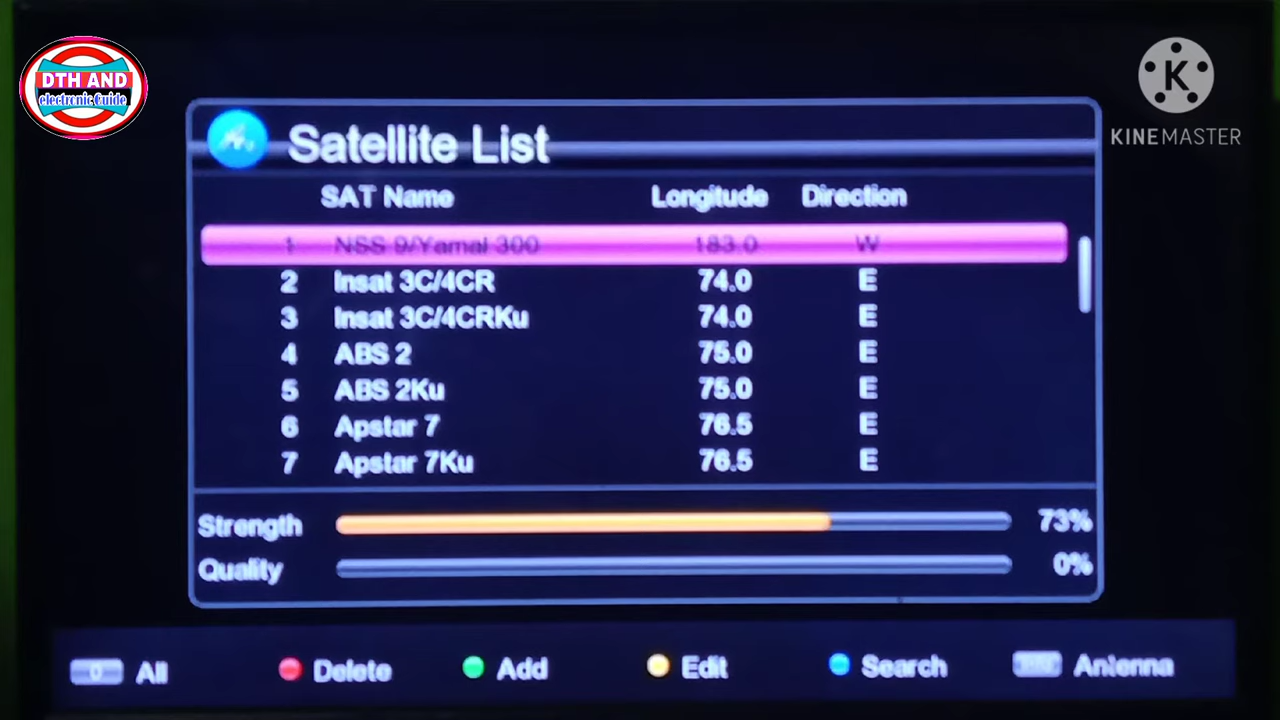 DTH AND
electronic Guide
K
KINEMASTER
Satellite List
SAT Name Longitude Direction
1 NSS 9/Yamal 300 183.0 W
2 Insat 3C/4CR 74.0 E
3 Insat 3C/4CRKu 74.0 E
4 ABS 2 75.0 E
5 ABS 2Ku 75.0 E
6 Apstar 7 76.5 E
7 Apstar 7Ku 76.5 E
Strength 73%
Quality 0%
0 All Delete Add Edit Search Antenna